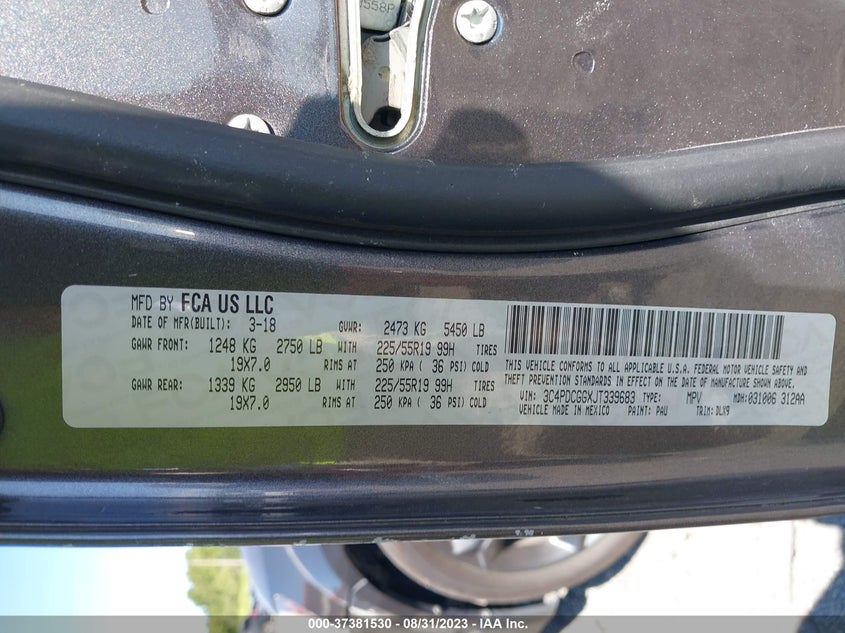 558P
MFD BY FCA US LLC
DATE OF MFR(BUILT): 3-18 GVWR: 2473 KG 5450 LB
GAWR FRONT: 1248 KG 2750 LB WITH 225/55R19 99H TIRES
19X7.0 RIMS AT 250 KPA ( 36 PSI) COLD
GAWR REAR: 1339 KG 2950 LB WITH 225/55R19 99H TIRES
19X7.0 RIMS AT 250 KPA ( 36 PSI) COLD
THIS VEHICLE CONFORMS TO ALL APPLICABLE U.S.A. FEDERAL MOTOR VEHICLE SAFETY AND
THEFT PREVENTION STANDARDS IN EFFECT ON THE DATE OF MANUFACTURE SHOWN ABOVE.
VIN: 3C4PDCGGXJT339683 TYPE: MPV MDH:031006 312AA
VEHICLE MADE IN MEXICO PAINT: PAU TRIM: DLX9
000-37381530 - 08/31/2023 - IAA Inc.